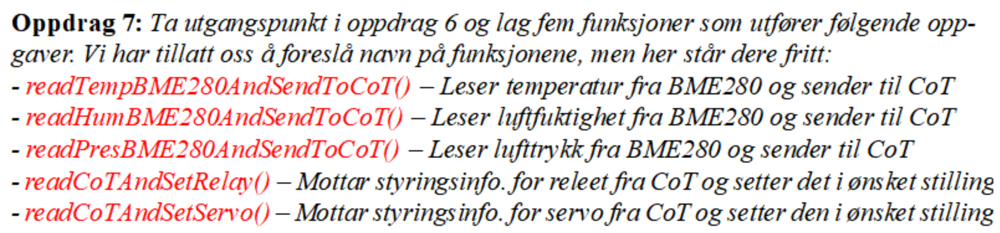 Oppdrag 7: Ta utgangspunkt i oppdrag 6 og lag fem funksjoner som utfører følgende opp-
gaver. Vi har tillatt oss å foreslå navn på funksjonene, men her står dere fritt:
- readTempBME280AndSendToCoT() – Leser temperatur fra BME280 og sender til CoT
- readHumBME280AndSendToCoT() – Leser luftfuktighet fra BME280 og sender til CoT
- readPresBME280AndSendToCoT() – Leser lufttrykk fra BME280 og sender til CoT
- readCoTAndSetRelay() – Mottar styringsinfo. for releet fra CoT og setter det i ønsket stilling
- readCoTAndSetServo() – Mottar styringsinfo. for servo fra CoT og setter den i ønsket stilling